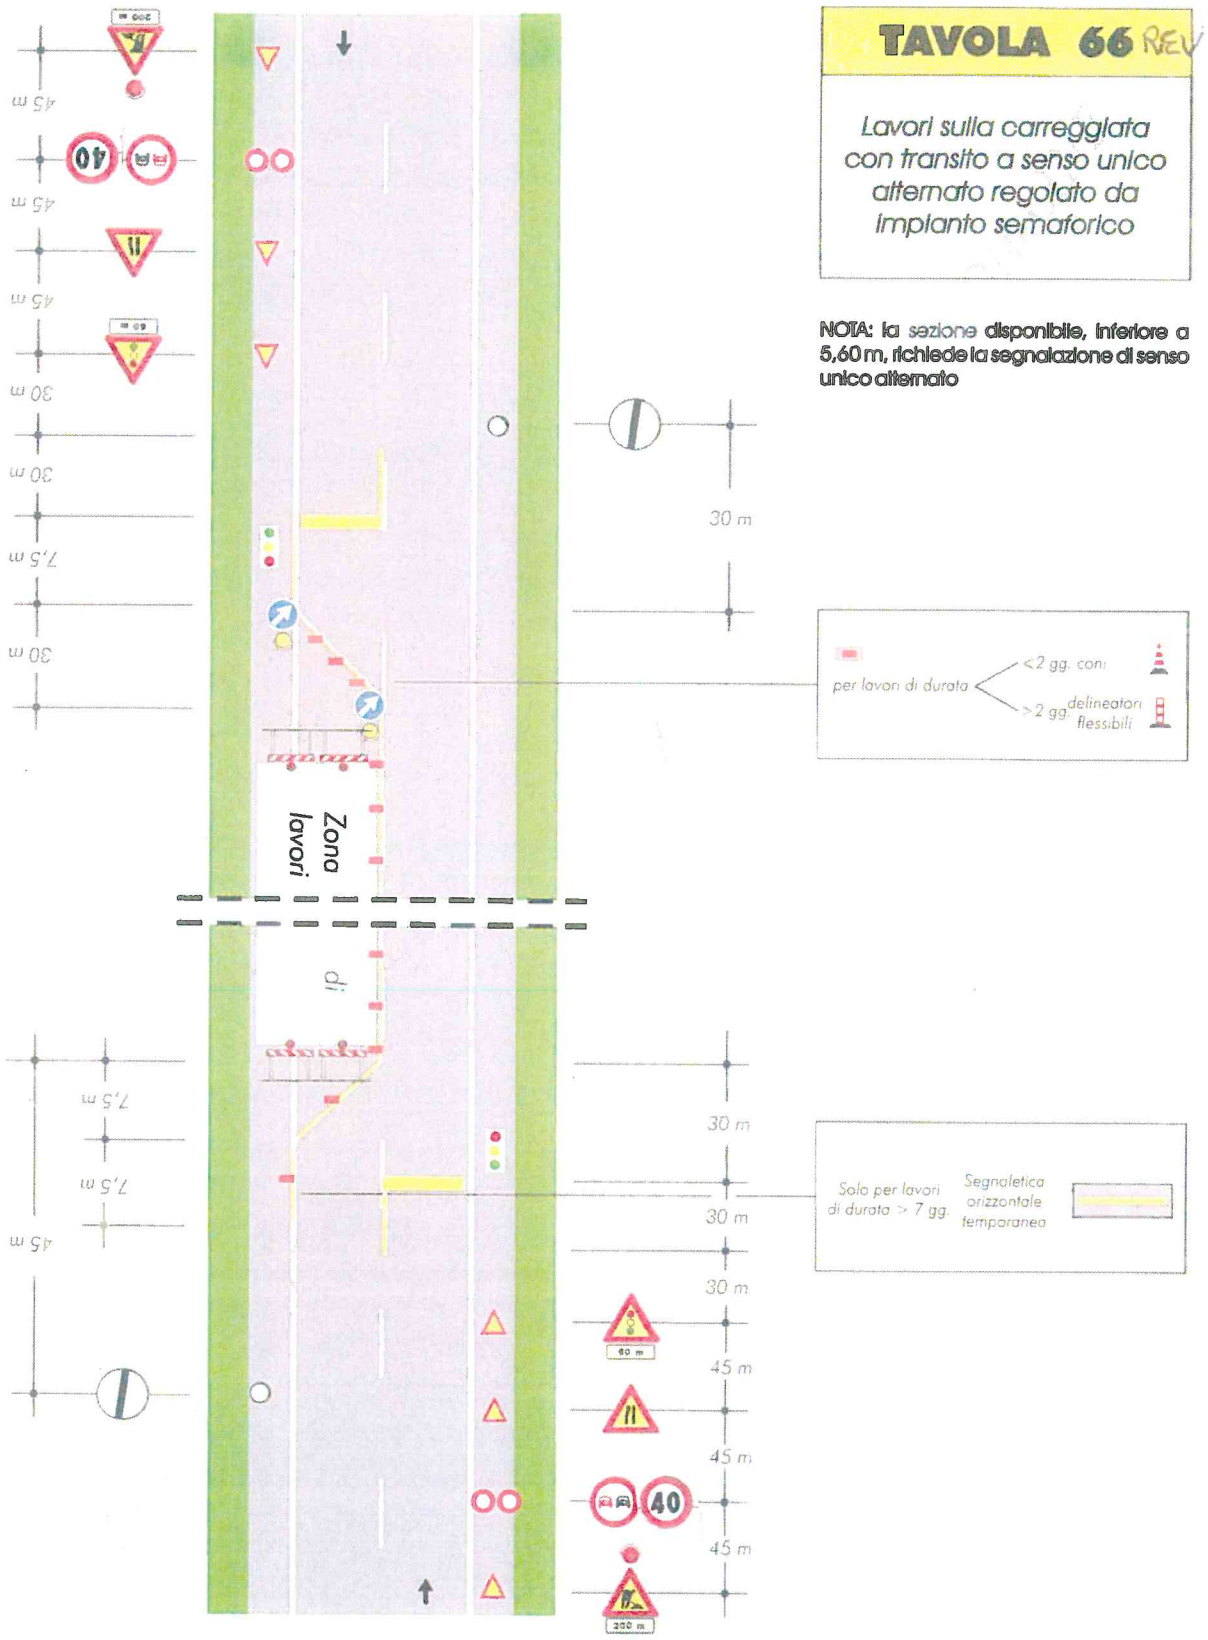 TAVOLA 66 REV
Lavori sulla carreggiata
con transito a senso unico
alternato regolato da
impianto semaforico
NOTA: la sezione disponibile, inferiore a
5,60 m, richiede la segnalazione di senso
unico alternato
200 m
45 m
40
45 m
45 m
60 m
30 m
30 m
7,5 m
30 m
30 m
<2 gg. coni
per lavori di durata
>2 gg. delineatori
flessibili
Zona
lavori
di
7,5 m
7,5 m
45 m
30 m
30 m
30 m
Solo per lavori
di durata > 7 gg.
Segnaletica
orizzontale
temporanea
60 m
45 m
45 m
40
45 m
200 m